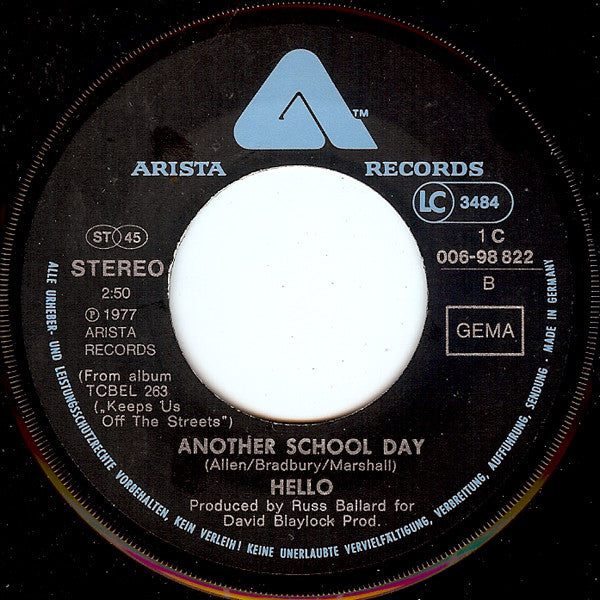 ™
ARISTA RECORDS
LC 3484
ST 45
STEREO
2:50
℗ 1977
ARISTA
RECORDS
1 C
006-98 822
B
GEMA
(From album
TCBEL 263
(„Keeps 'Us
Off The Streets")
ANOTHER SCHOOL DAY
(Allen/Bradbury/Marshall)
HELLO
Produced by Russ Ballard for
David Blaylock Prod.
ALLE URHEBER- UND LEISTUNGSSCHUTZRECHTE VORBEHALTEN, KEIN VERLEIH! KEINE UNERLAUBTE VERVIELFÄLTIGUNG, VERBREITUNG, AUFFÜHRUNG, SENDUNG · MADE IN GERMANY